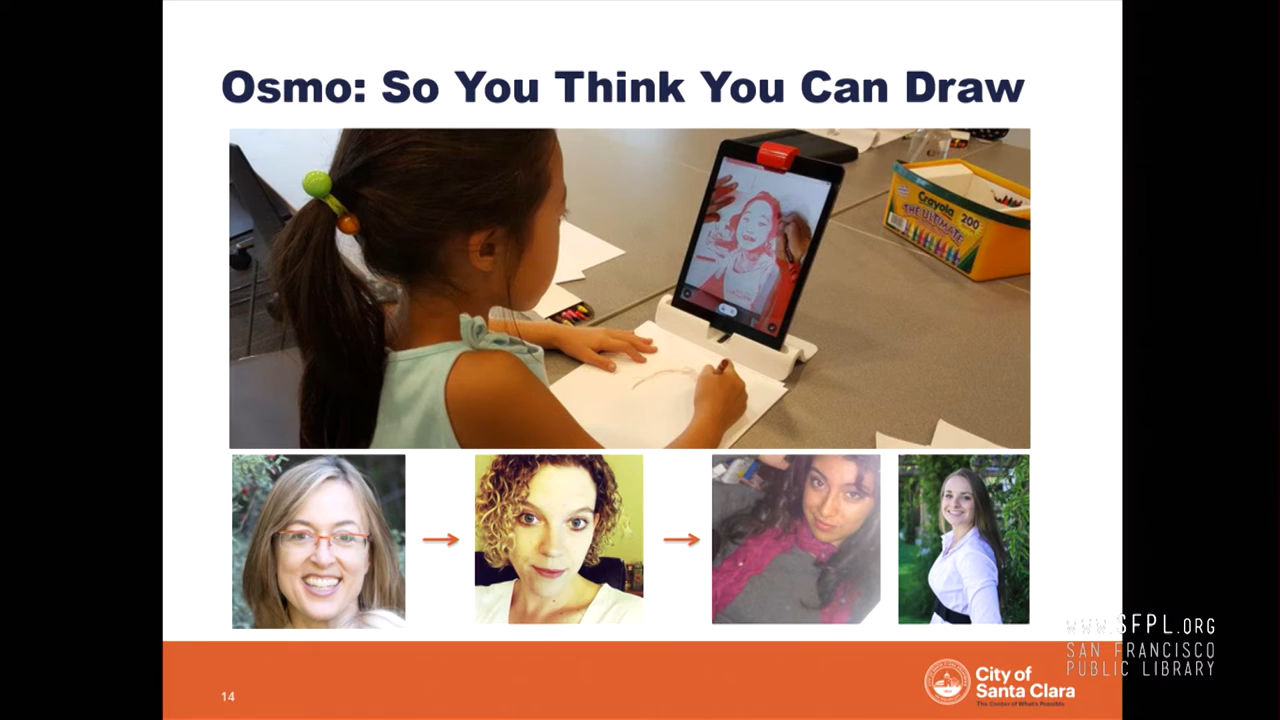 Osmo: So You Think You Can Draw
Crayola 200
THE ULTIMATE
14
City of
Santa Clara
The Center of What's Possible
WWW.SFPL.ORG
SAN FRANCISCO
PUBLIC LIBRARY